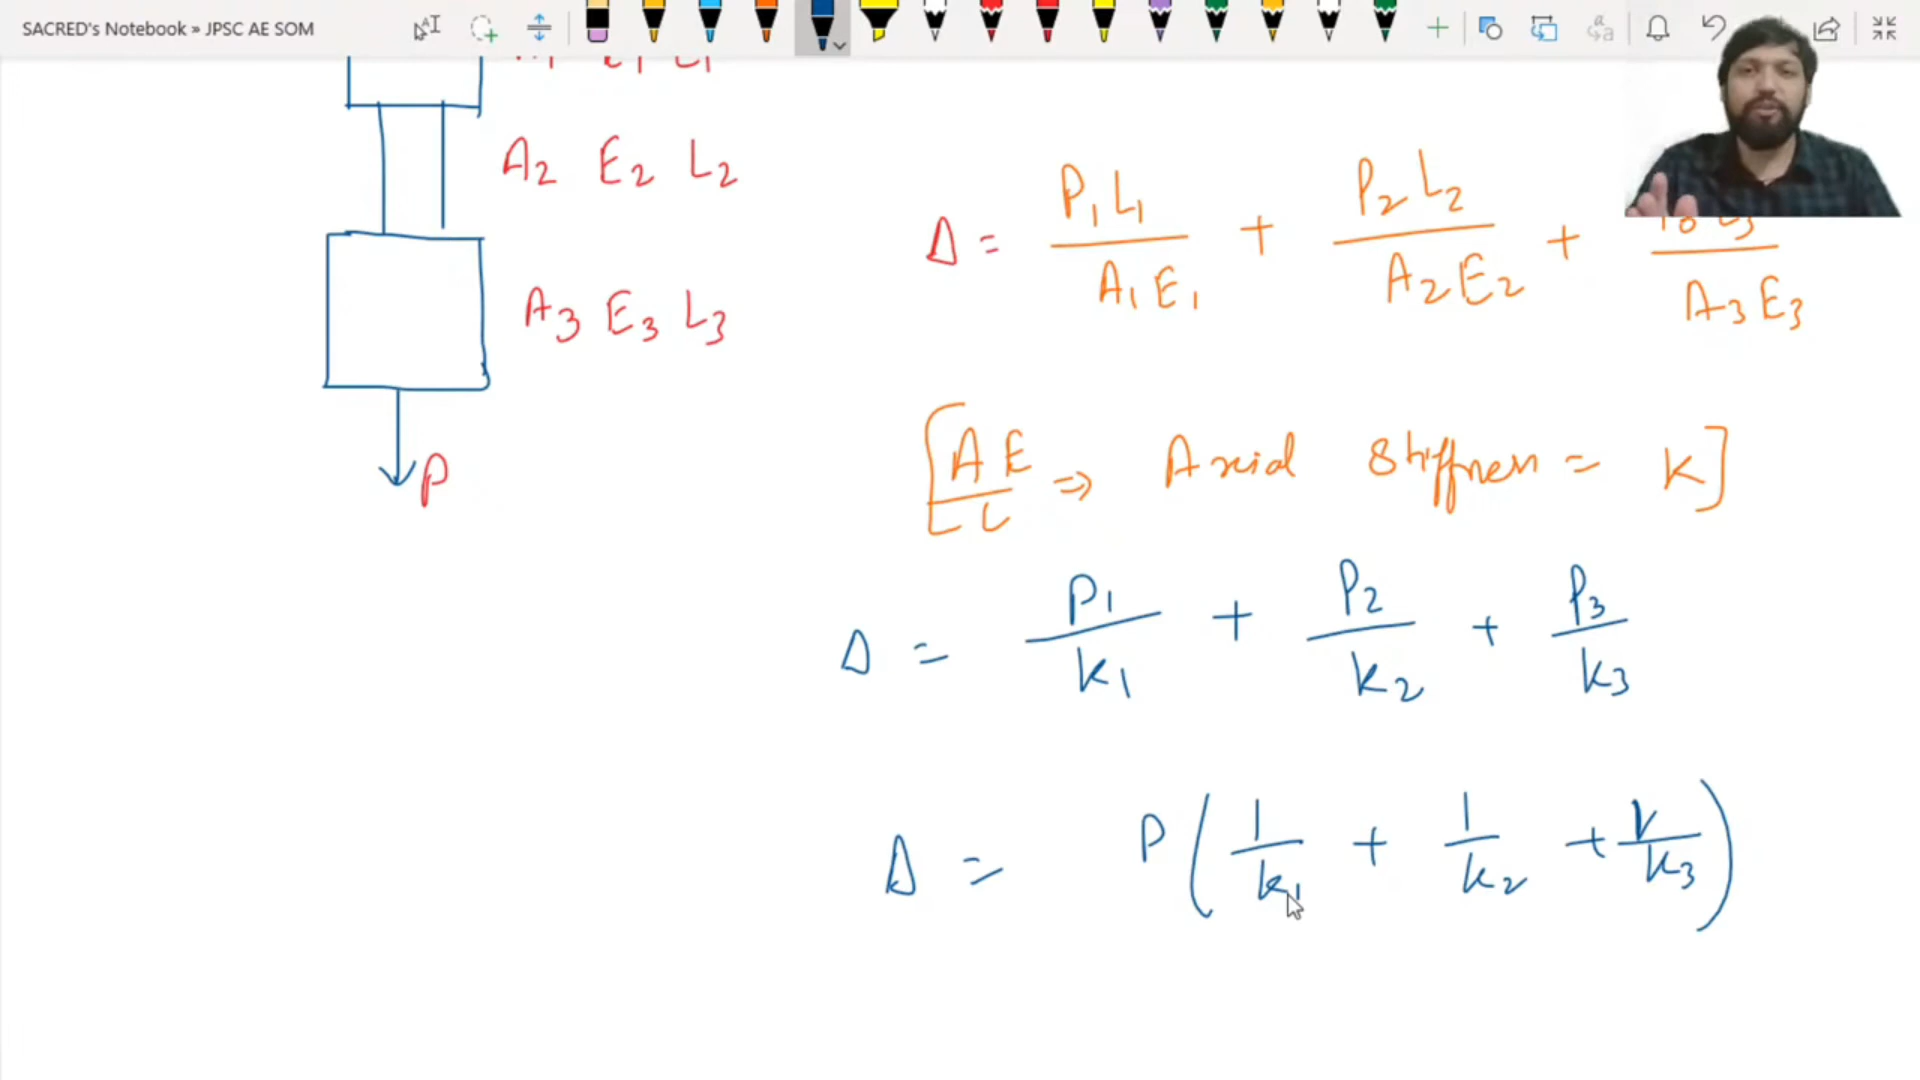 SACRED's Notebook » JPSC AE SOM
A2 E2 L2
A3 E3 L3
P
Δ = P1L1/A1E1 + P2L2/A2E2 + L3/A3E3
[AE/L ⇒ Axial Stiffness = K]
Δ = P1/K1 + P2/K2 + P3/K3
Δ = P(1/K1 + 1/K2 + 1/K3)